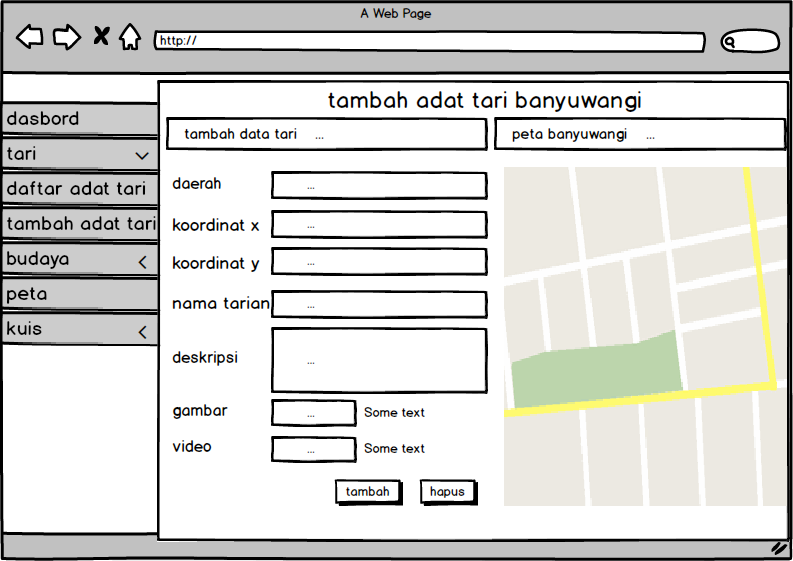 A Web Page
http://
dasbord
tari
daftar adat tari
tambah adat tari
budaya
peta
kuis
tambah adat tari banyuwangi
tambah data tari ...
peta banyuwangi ...
daerah ...
koordinat x ...
koordinat y ...
nama tarian ...
deskripsi ...
gambar ... Some text
video ... Some text
tambah hapus